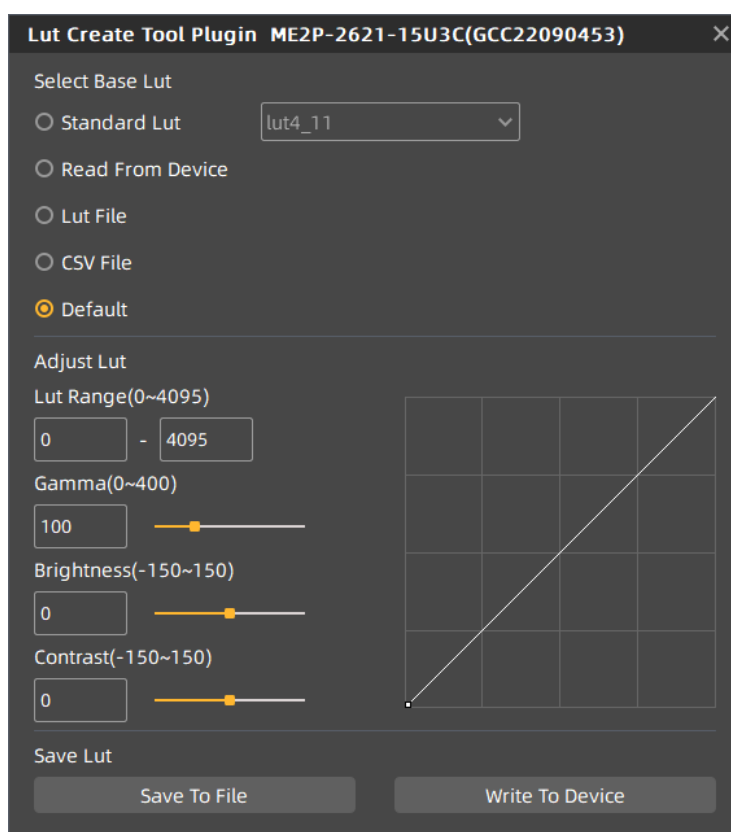 Lut Create Tool Plugin ME2P-2621-15U3C(GCC22090453)
Select Base Lut
Standard Lut lut4_11
Read From Device
Lut File
CSV File
Default
Adjust Lut
Lut Range(0~4095)
0 - 4095
Gamma(0~400)
100
Brightness(-150~150)
0
Contrast(-150~150)
0
Save Lut
Save To File Write To Device